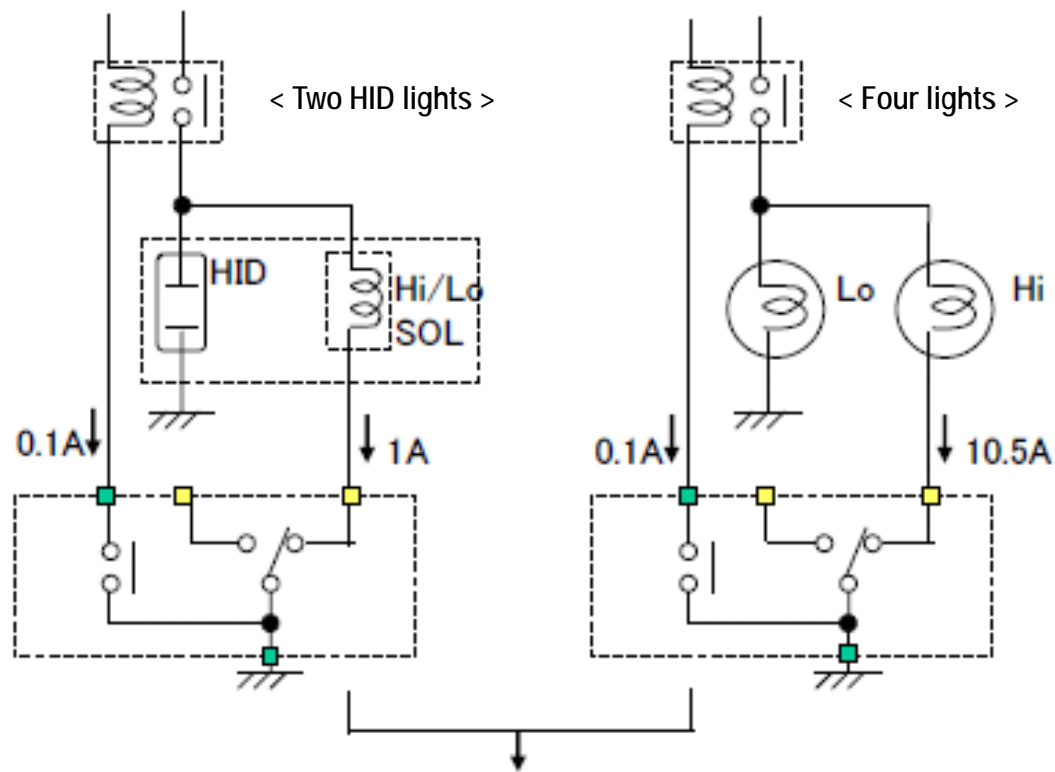 < Two HID lights >
HID
Hi/Lo
SOL
0.1A
1A
< Four lights >
Lo
Hi
0.1A
10.5A